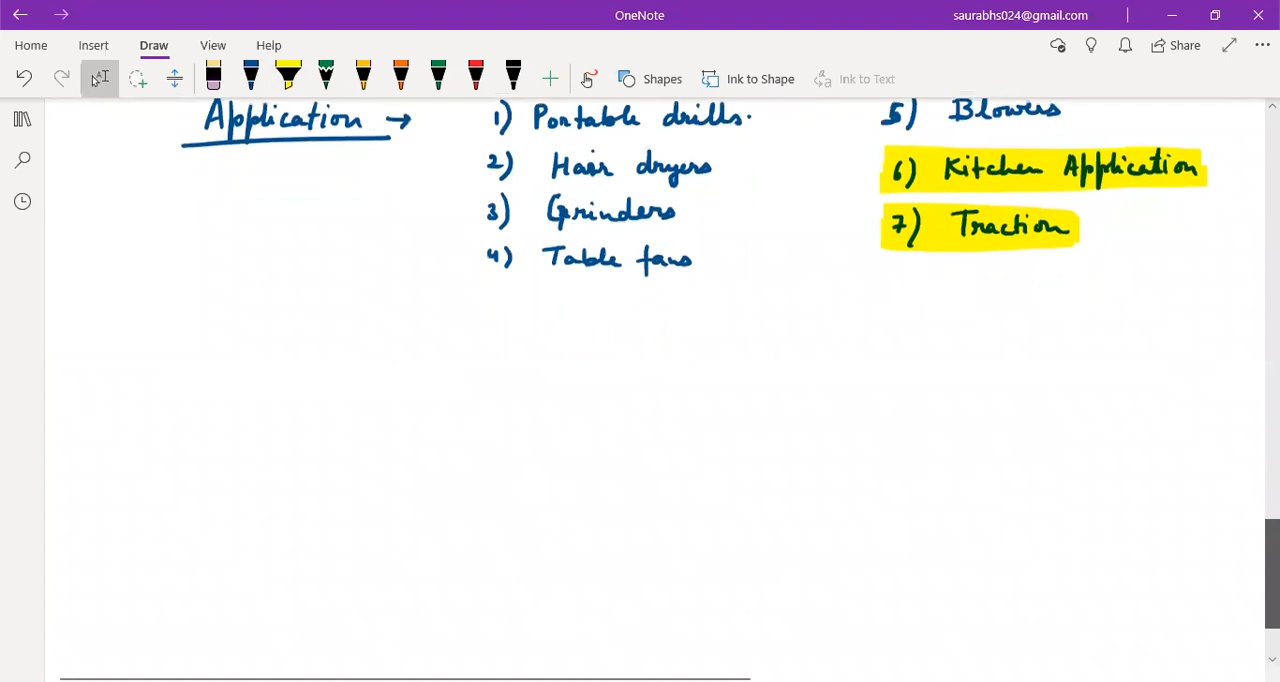 OneNote
saurabhs024@gmail.com
Home Insert Draw View Help
Share
Shapes
Ink to Shape
Ink to Text
Application →
1) Portable drills.
2) Hair dryers
3) Grinders
4) Table fans
5) Blowers
6) Kitchen Application
7) Traction